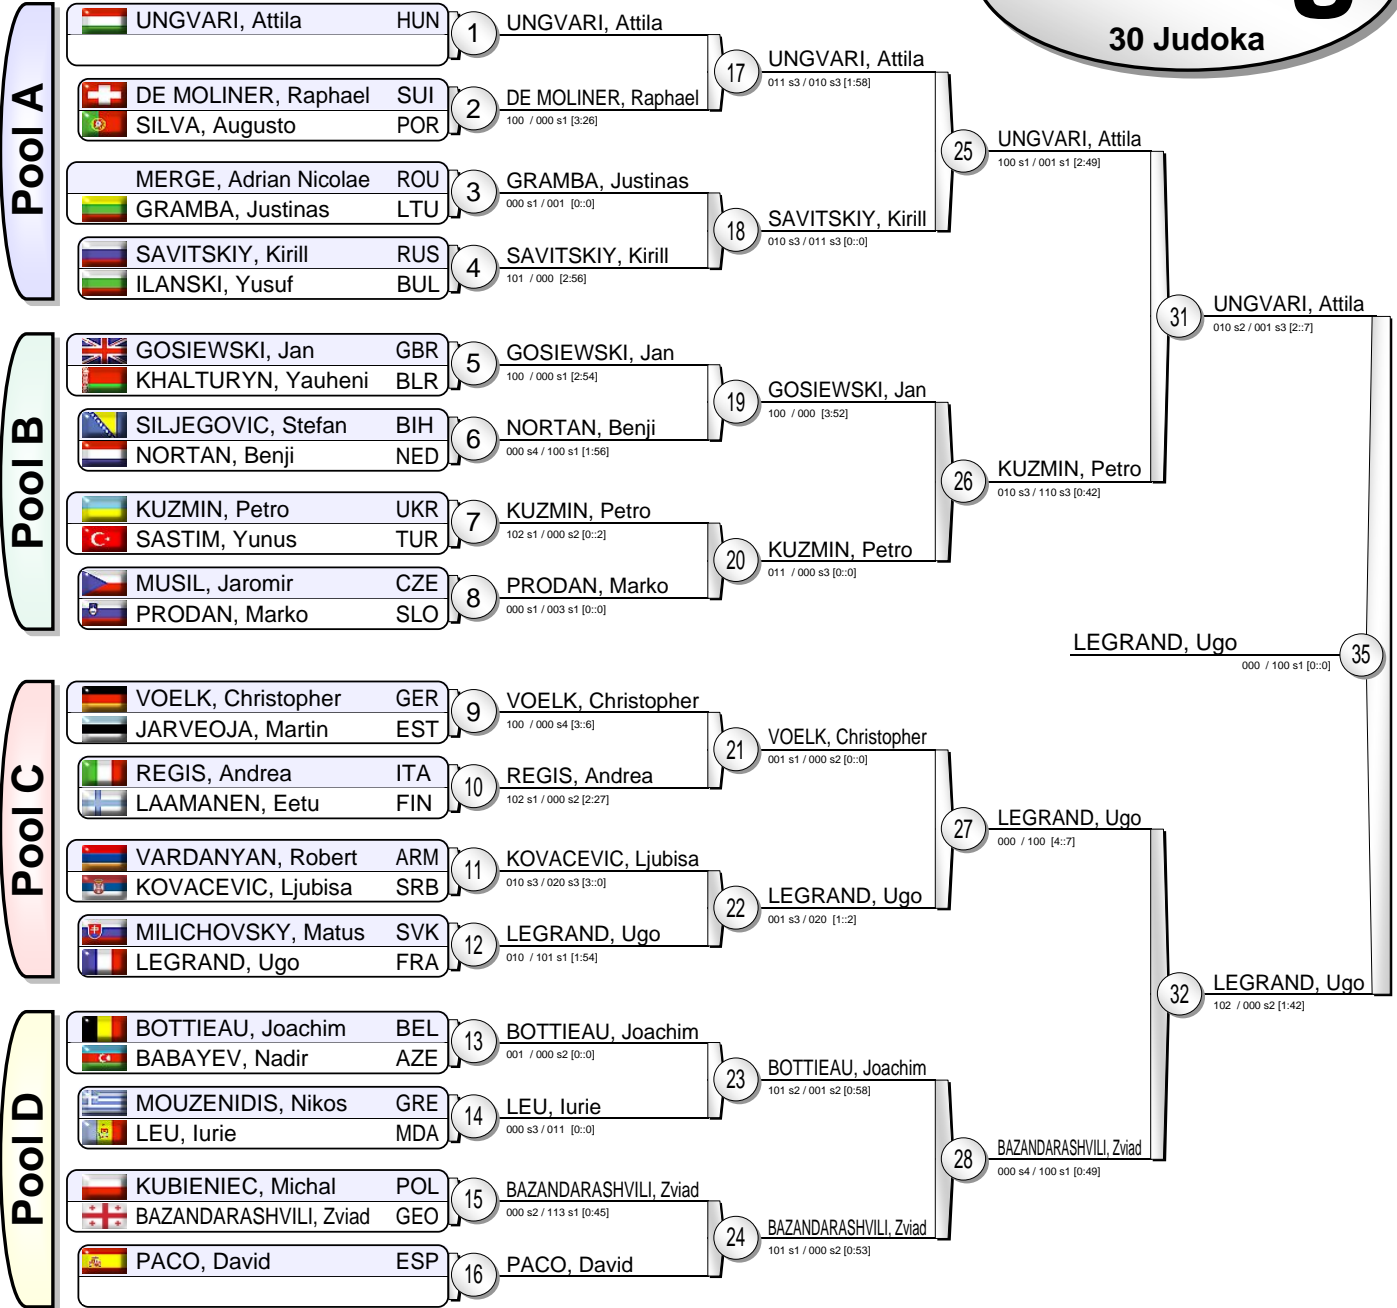 30 Judoka
Pool A
UNGVARI, Attila HUN
1
UNGVARI, Attila
DE MOLINER, Raphael SUI
SILVA, Augusto POR
2
DE MOLINER, Raphael
100 / 000 s1 [3:26]
17
UNGVARI, Attila
011 s3 / 010 s3 [1:58]
MERGE, Adrian Nicolae ROU
GRAMBA, Justinas LTU
3
GRAMBA, Justinas
000 s1 / 001 [0::0]
SAVITSKIY, Kirill RUS
ILANSKI, Yusuf BUL
4
SAVITSKIY, Kirill
101 / 000 [2:56]
18
SAVITSKIY, Kirill
010 s3 / 011 s3 [0::0]
25
UNGVARI, Attila
100 s1 / 001 s1 [2:49]
Pool B
GOSIEWSKI, Jan GBR
KHALTURYN, Yauheni BLR
5
GOSIEWSKI, Jan
100 / 000 s1 [2:54]
SILJEGOVIC, Stefan BIH
NORTAN, Benji NED
6
NORTAN, Benji
000 s4 / 100 s1 [1:56]
19
GOSIEWSKI, Jan
100 / 000 [3:52]
KUZMIN, Petro UKR
SASTIM, Yunus TUR
7
KUZMIN, Petro
102 s1 / 000 s2 [0::2]
MUSIL, Jaromir CZE
PRODAN, Marko SLO
8
PRODAN, Marko
000 s1 / 003 s1 [0::0]
20
KUZMIN, Petro
011 / 000 s3 [0::0]
26
KUZMIN, Petro
010 s3 / 110 s3 [0:42]
31
UNGVARI, Attila
010 s2 / 001 s3 [2::7]
LEGRAND, Ugo
000 / 100 s1 [0::0]
35
Pool C
VOELK, Christopher GER
JARVEOJA, Martin EST
9
VOELK, Christopher
100 / 000 s4 [3::6]
REGIS, Andrea ITA
LAAMANEN, Eetu FIN
10
REGIS, Andrea
102 s1 / 000 s2 [2:27]
21
VOELK, Christopher
001 s1 / 000 s2 [0::0]
VARDANYAN, Robert ARM
KOVACEVIC, Ljubisa SRB
11
KOVACEVIC, Ljubisa
010 s3 / 020 s3 [3::0]
MILICHOVSKY, Matus SVK
LEGRAND, Ugo FRA
12
LEGRAND, Ugo
010 / 101 s1 [1:54]
22
LEGRAND, Ugo
001 s3 / 020 [1::2]
27
LEGRAND, Ugo
000 / 100 [4::7]
Pool D
BOTTIEAU, Joachim BEL
BABAYEV, Nadir AZE
13
BOTTIEAU, Joachim
001 / 000 s2 [0::0]
MOUZENIDIS, Nikos GRE
LEU, Iurie MDA
14
LEU, Iurie
000 s3 / 011 [0::0]
23
BOTTIEAU, Joachim
101 s2 / 001 s2 [0:58]
KUBIENIEC, Michal POL
BAZANDARASHVILI, Zviad GEO
15
BAZANDARASHVILI, Zviad
000 s2 / 113 s1 [0:45]
PACO, David ESP
16
PACO, David
24
BAZANDARASHVILI, Zviad
101 s1 / 000 s2 [0:53]
28
BAZANDARASHVILI, Zviad
000 s4 / 100 s1 [0:49]
32
LEGRAND, Ugo
102 / 000 s2 [1:42]